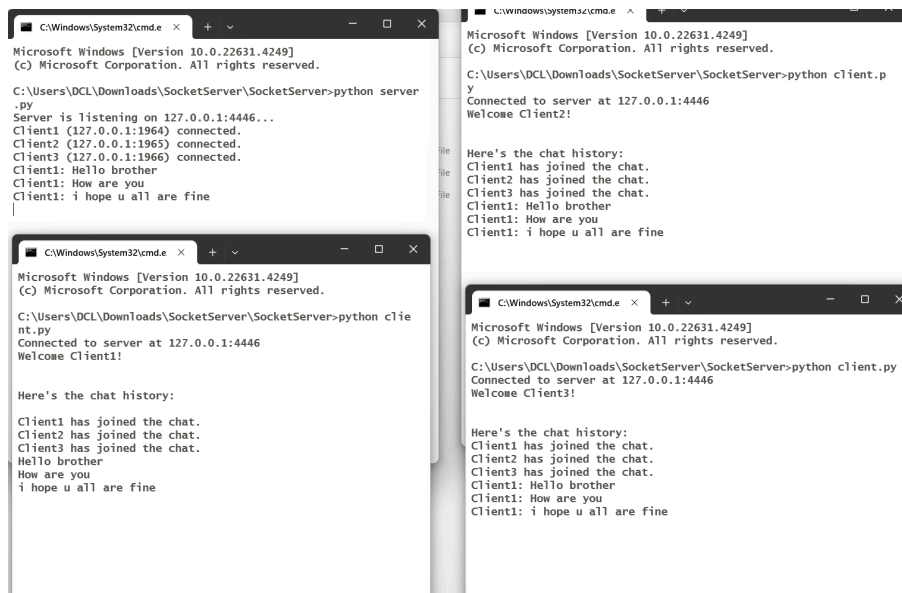 C:\Windows\System32\cmd.e
Microsoft Windows [Version 10.0.22631.4249]
(c) Microsoft Corporation. All rights reserved.
C:\Users\DCL\Downloads\SocketServer\SocketServer>python server
.py
Server is listening on 127.0.0.1:4446...
Client1 (127.0.0.1:1964) connected.
Client2 (127.0.0.1:1965) connected.
Client3 (127.0.0.1:1966) connected.
Client1: Hello brother
Client1: How are you
Client1: i hope u all are fine
C:\Windows\System32\cmd.e
Microsoft Windows [Version 10.0.22631.4249]
(c) Microsoft Corporation. All rights reserved.
C:\Users\DCL\Downloads\SocketServer\SocketServer>python client.p
y
Connected to server at 127.0.0.1:4446
Welcome Client2!
Here's the chat history:
Client1 has joined the chat.
Client2 has joined the chat.
Client3 has joined the chat.
Client1: Hello brother
Client1: How are you
Client1: i hope u all are fine
File
File
File
C:\Windows\System32\cmd.e
Microsoft Windows [Version 10.0.22631.4249]
(c) Microsoft Corporation. All rights reserved.
C:\Users\DCL\Downloads\SocketServer\SocketServer>python clie
nt.py
Connected to server at 127.0.0.1:4446
Welcome Client1!
Here's the chat history:
Client1 has joined the chat.
Client2 has joined the chat.
Client3 has joined the chat.
Hello brother
How are you
i hope u all are fine
C:\Windows\System32\cmd.e
Microsoft Windows [Version 10.0.22631.4249]
(c) Microsoft Corporation. All rights reserved.
C:\Users\DCL\Downloads\SocketServer\SocketServer>python client.py
Connected to server at 127.0.0.1:4446
Welcome Client3!
Here's the chat history:
Client1 has joined the chat.
Client2 has joined the chat.
Client3 has joined the chat.
Client1: Hello brother
Client1: How are you
Client1: i hope u all are fine